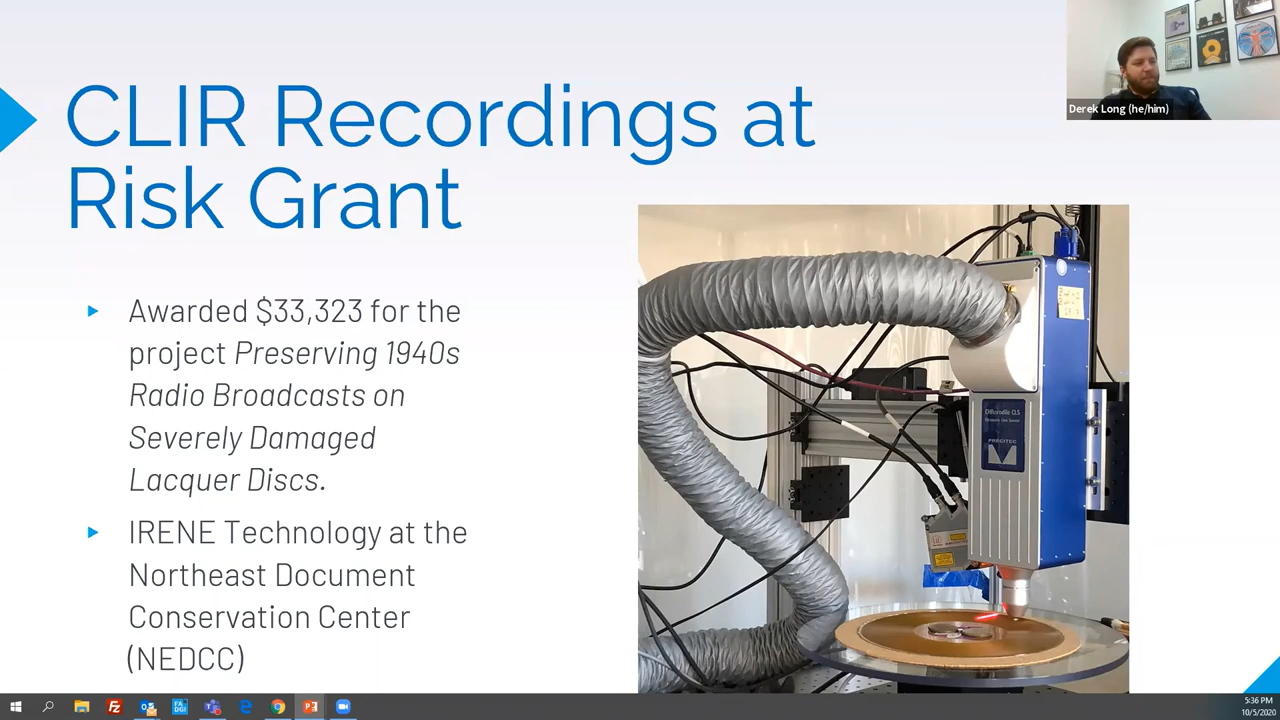 CLIR Recordings at
Risk Grant
Derek Long (he/him)
Awarded $33,323 for the
project Preserving 1940s
Radio Broadcasts on
Severely Damaged
Lacquer Discs.
IRENE Technology at the
Northeast Document
Conservation Center
(NEDCC)
PRECITEC
FADGI
5:36 PM
10/5/2020